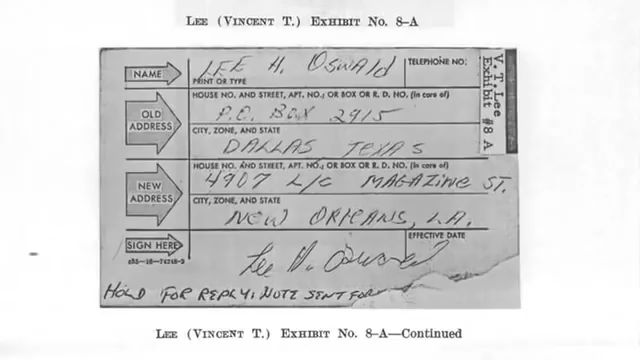 LEE (VINCENT T.) EXHIBIT NO. 8–A
NAME
LEE H. OSWALD
PRINT OR TYPE
TELEPHONE NO:
V. T. Lee
Exhibit #8 A
OLD ADDRESS
HOUSE NO. AND STREET, APT. NO.; OR BOX OR R. D. NO. (In care of)
P.O. BOX 2915
CITY, ZONE, AND STATE
DALLAS TEXAS
NEW ADDRESS
HOUSE NO. AND STREET, APT. NO.; OR BOX OR R. D. NO. (In care of)
4907 MAGAZINE ST.
CITY, ZONE, AND STATE
NEW ORLEANS, LA.
SIGN HERE
Lee H. Oswald
EFFECTIVE DATE
HOLD FOR REPLY: NOTE SENT FOR
LEE (VINCENT T.) EXHIBIT NO. 8–A—Continued